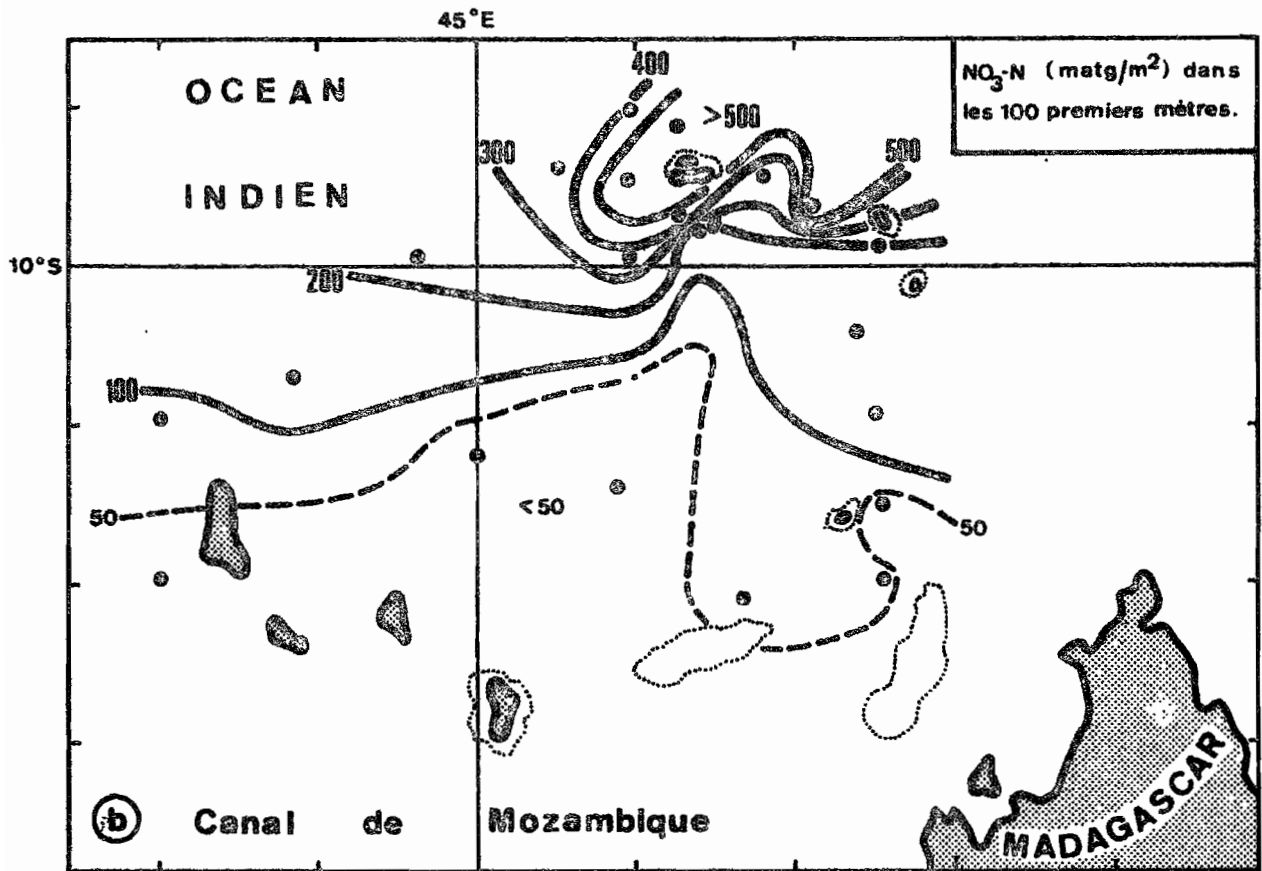 45°E
NO₃-N (matg/m²) dans
les 100 premiers mètres.
OCEAN
INDIEN
400
>500
300
500
10°S
200
100
50
<50
50
b Canal de Mozambique
MADAGASCAR